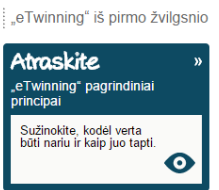 „eTwinning“ iš pirmo žvilgsnio
Atraskite »
„eTwinning“ pagrindiniai
principai
Sužinokite, kodėl verta
būti nariu ir kaip juo tapti.